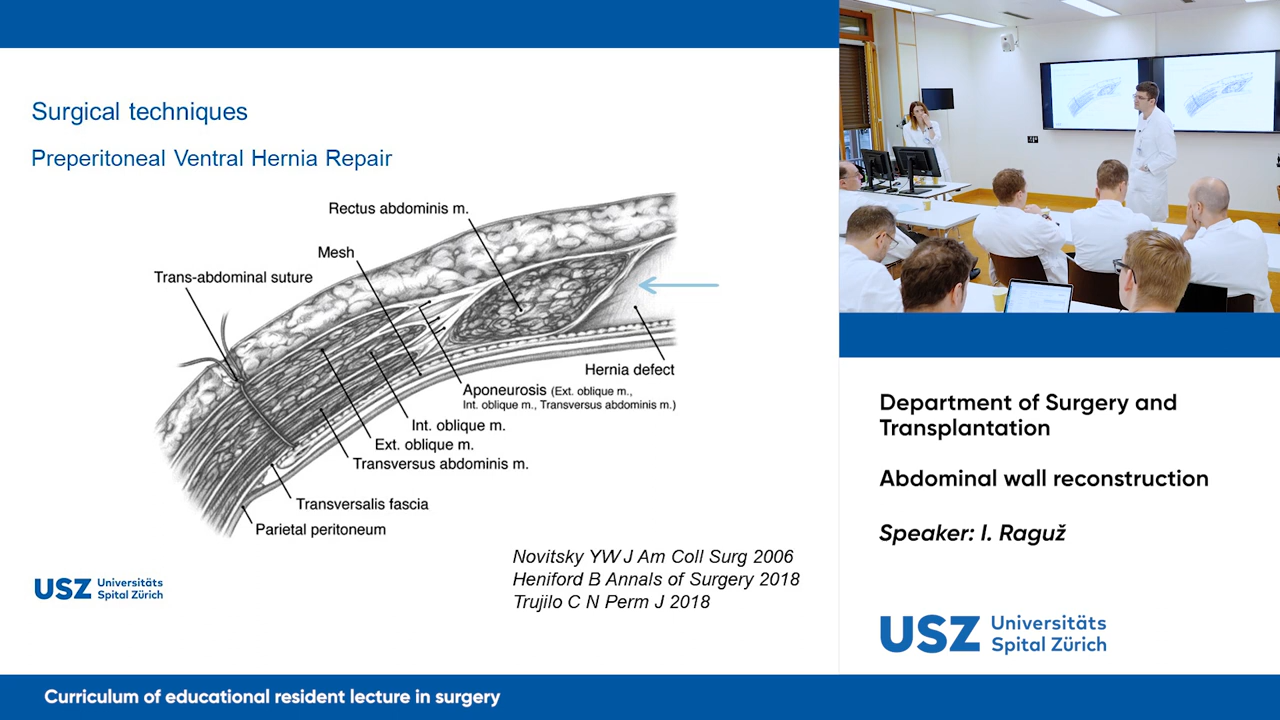 Surgical techniques
Preperitoneal Ventral Hernia Repair
Rectus abdominis m.
Mesh
Trans-abdominal suture
Hernia defect
Aponeurosis (Ext. oblique m.,
Int. oblique m., Transversus abdominis m.)
Int. oblique m.
Ext. oblique m.
Transversus abdominis m.
Transversalis fascia
Parietal peritoneum
Novitsky YW J Am Coll Surg 2006
Heniford B Annals of Surgery 2018
Trujilo C N Perm J 2018
USZ Universitäts
Spital Zürich
Department of Surgery and
Transplantation
Abdominal wall reconstruction
Speaker: I. Raguž
USZ Universitäts
Spital Zürich
Curriculum of educational resident lecture in surgery